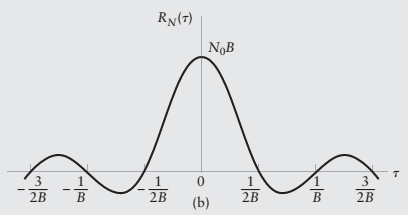 R_N(τ)
N_0B
-3/2B -1/B -1/2B 0 1/2B 1/B 3/2B τ
(b)